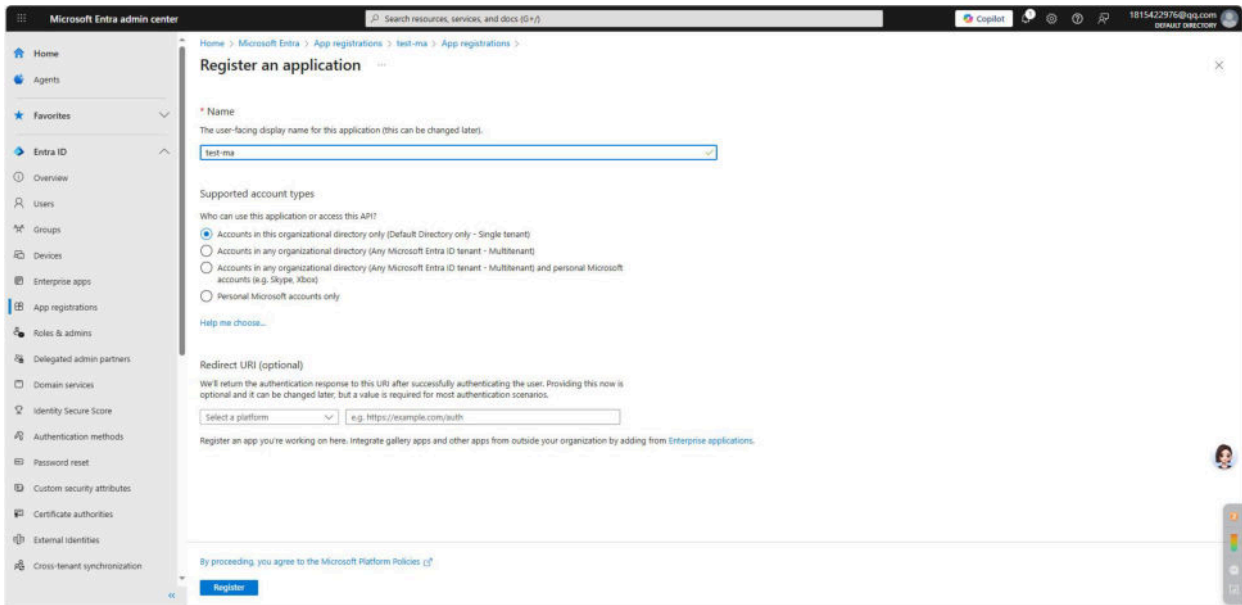 Microsoft Entra admin center
Search resources, services, and docs (G+/)
Copilot
1815422976@qq.com
DEFAULT DIRECTORY
Home
Agents
Favorites
Entra ID
Overview
Users
Groups
Devices
Enterprise apps
App registrations
Roles & admins
Delegated admin partners
Domain services
Identity Secure Score
Authentication methods
Password reset
Custom security attributes
Certificate authorities
External Identities
Cross-tenant synchronization
Home > Microsoft Entra > App registrations > test-ma > App registrations >
Register an application ...
* Name
The user-facing display name for this application (this can be changed later).
test-ma
Supported account types
Who can use this application or access this API?
Accounts in this organizational directory only (Default Directory only - Single tenant)
Accounts in any organizational directory (Any Microsoft Entra ID tenant - Multitenant)
Accounts in any organizational directory (Any Microsoft Entra ID tenant - Multitenant) and personal Microsoft
accounts (e.g. Skype, Xbox)
Personal Microsoft accounts only
Help me choose...
Redirect URI (optional)
We'll return the authentication response to this URI after successfully authenticating the user. Providing this now is
optional and it can be changed later, but a value is required for most authentication scenarios.
Select a platform
e.g. https://example.com/auth
Register an app you're working on here. Integrate gallery apps and other apps from outside your organization by adding from Enterprise applications.
By proceeding, you agree to the Microsoft Platform Policies
Register